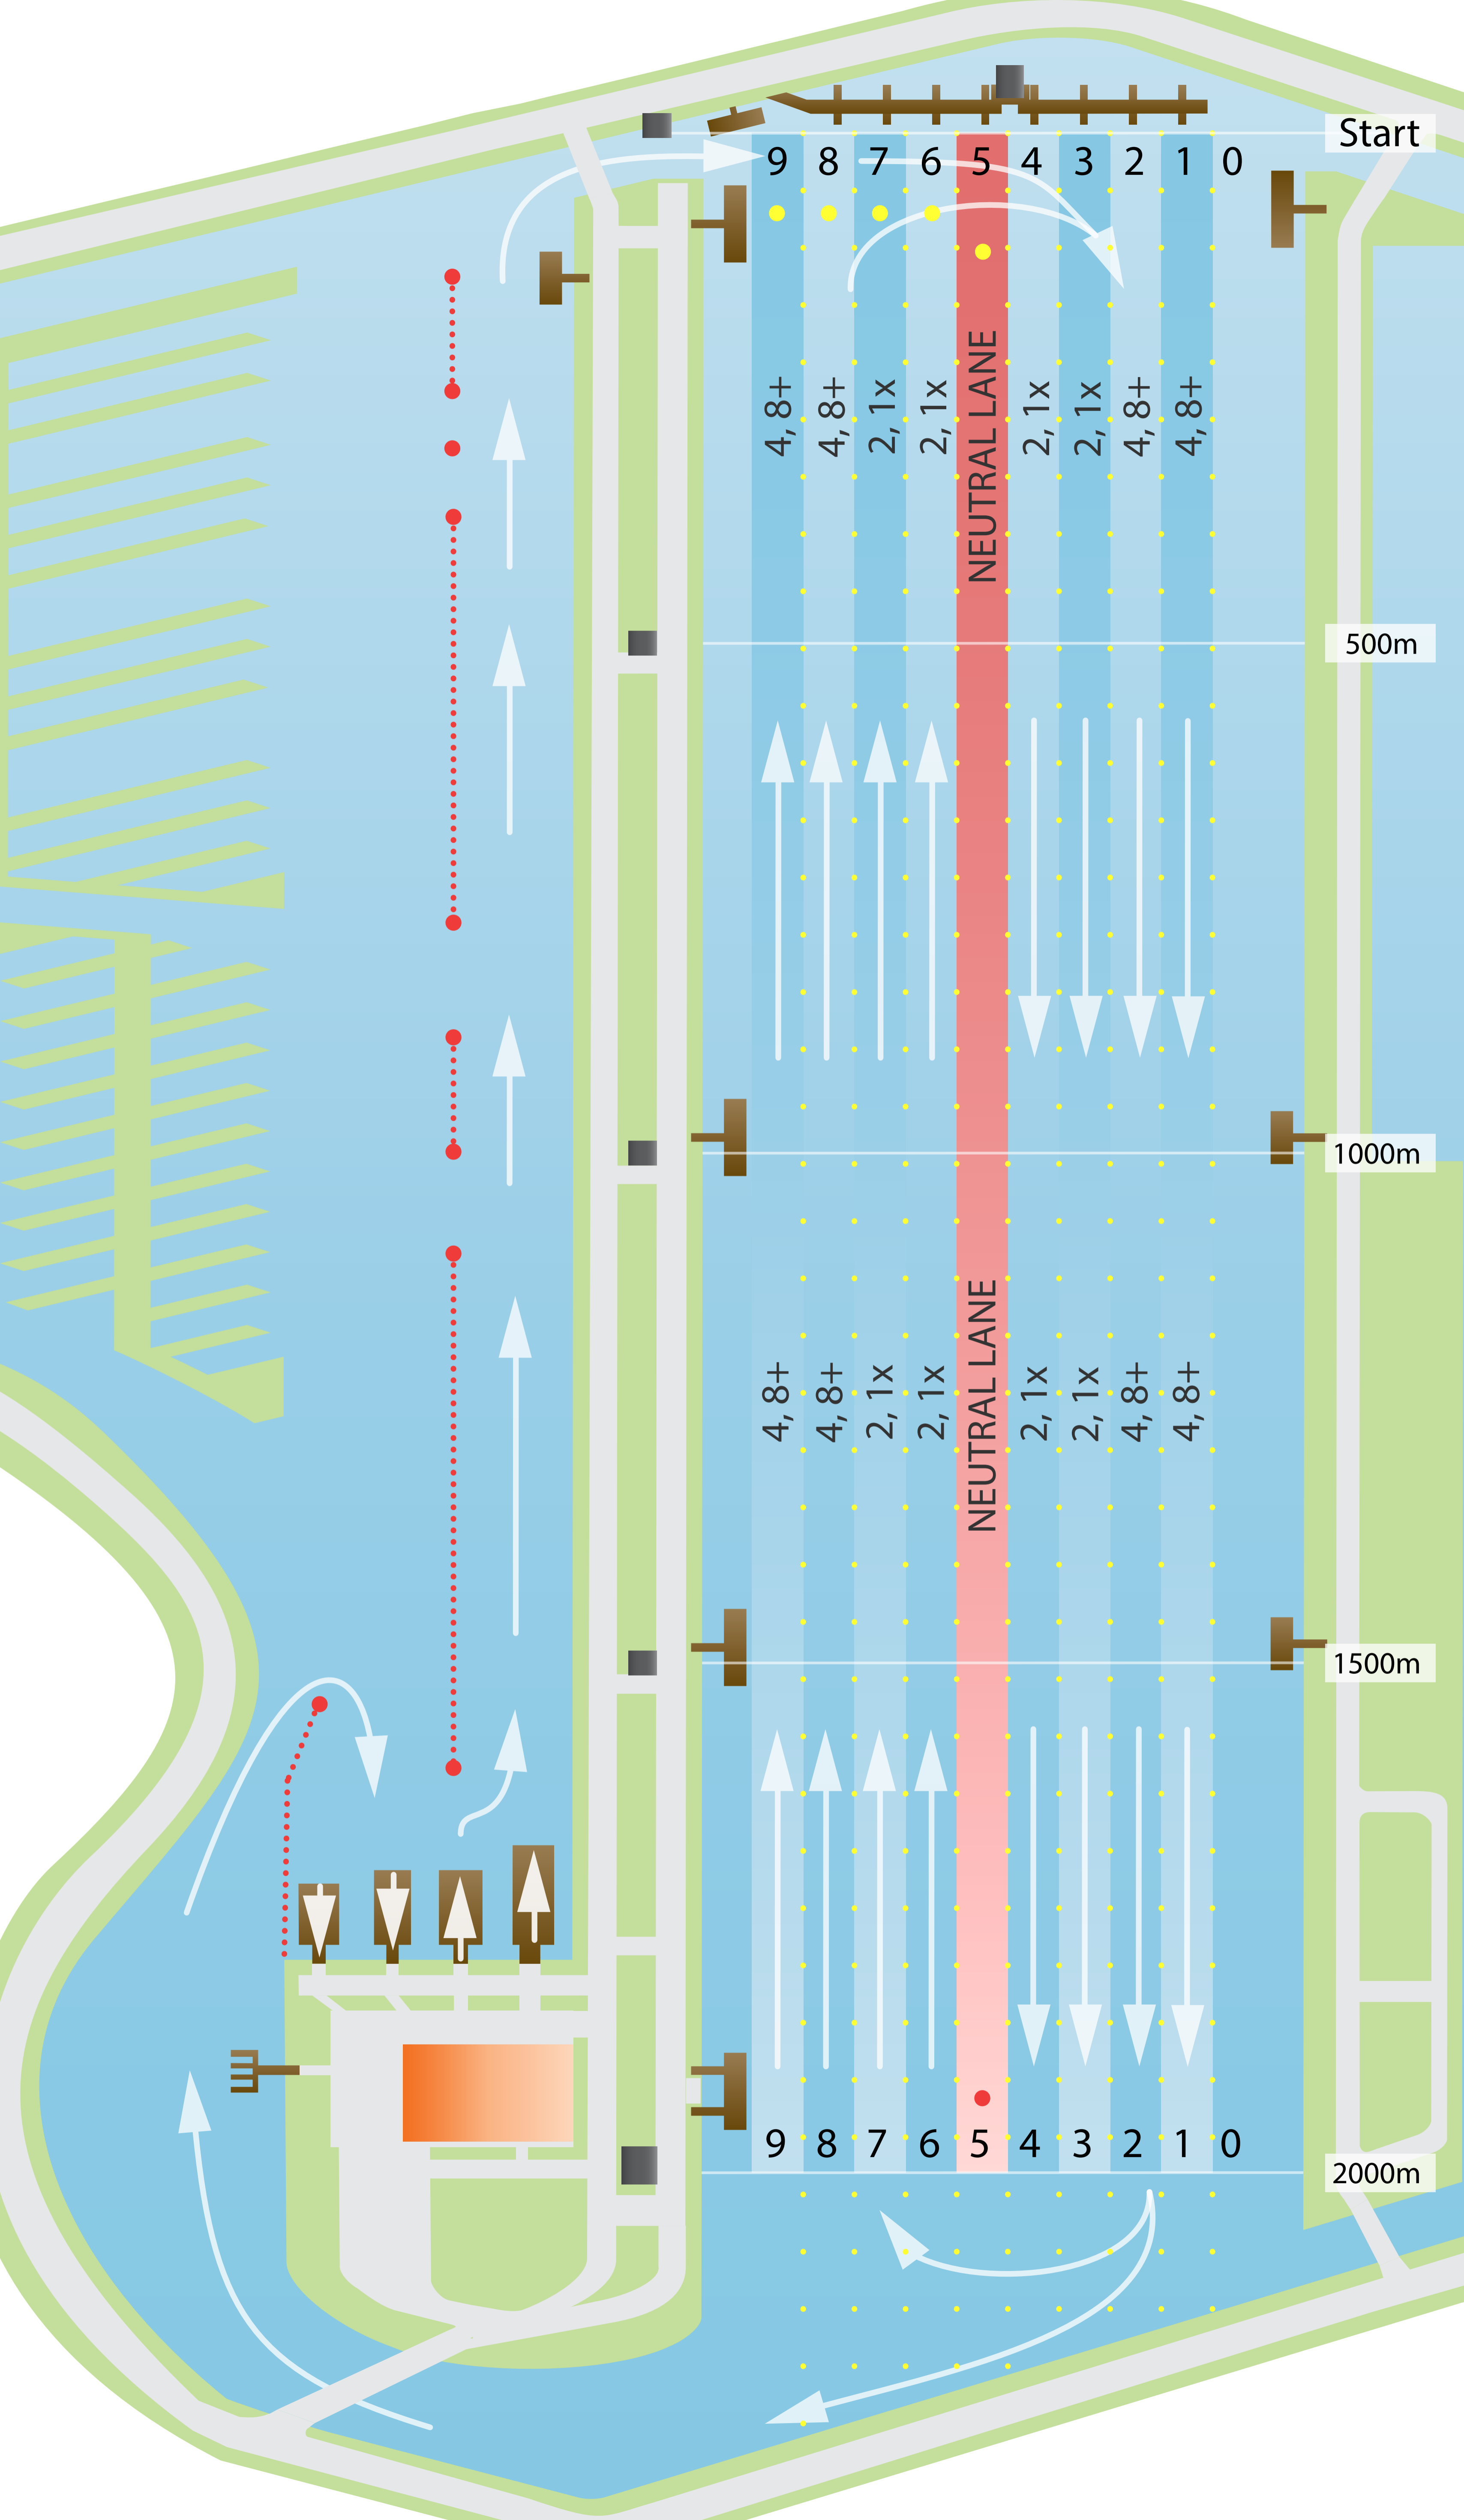 Start
9 8 7 6 5 4 3 2 1 0
4, 8+ 4, 8+ 2, 1x 2, 1x NEUTRAL LANE 2, 1x 2, 1x 4, 8+ 4, 8+
500m
1000m
4, 8+ 4, 8+ 2, 1x 2, 1x NEUTRAL LANE 2, 1x 2, 1x 4, 8+ 4, 8+
1500m
9 8 7 6 5 4 3 2 1 0
2000m